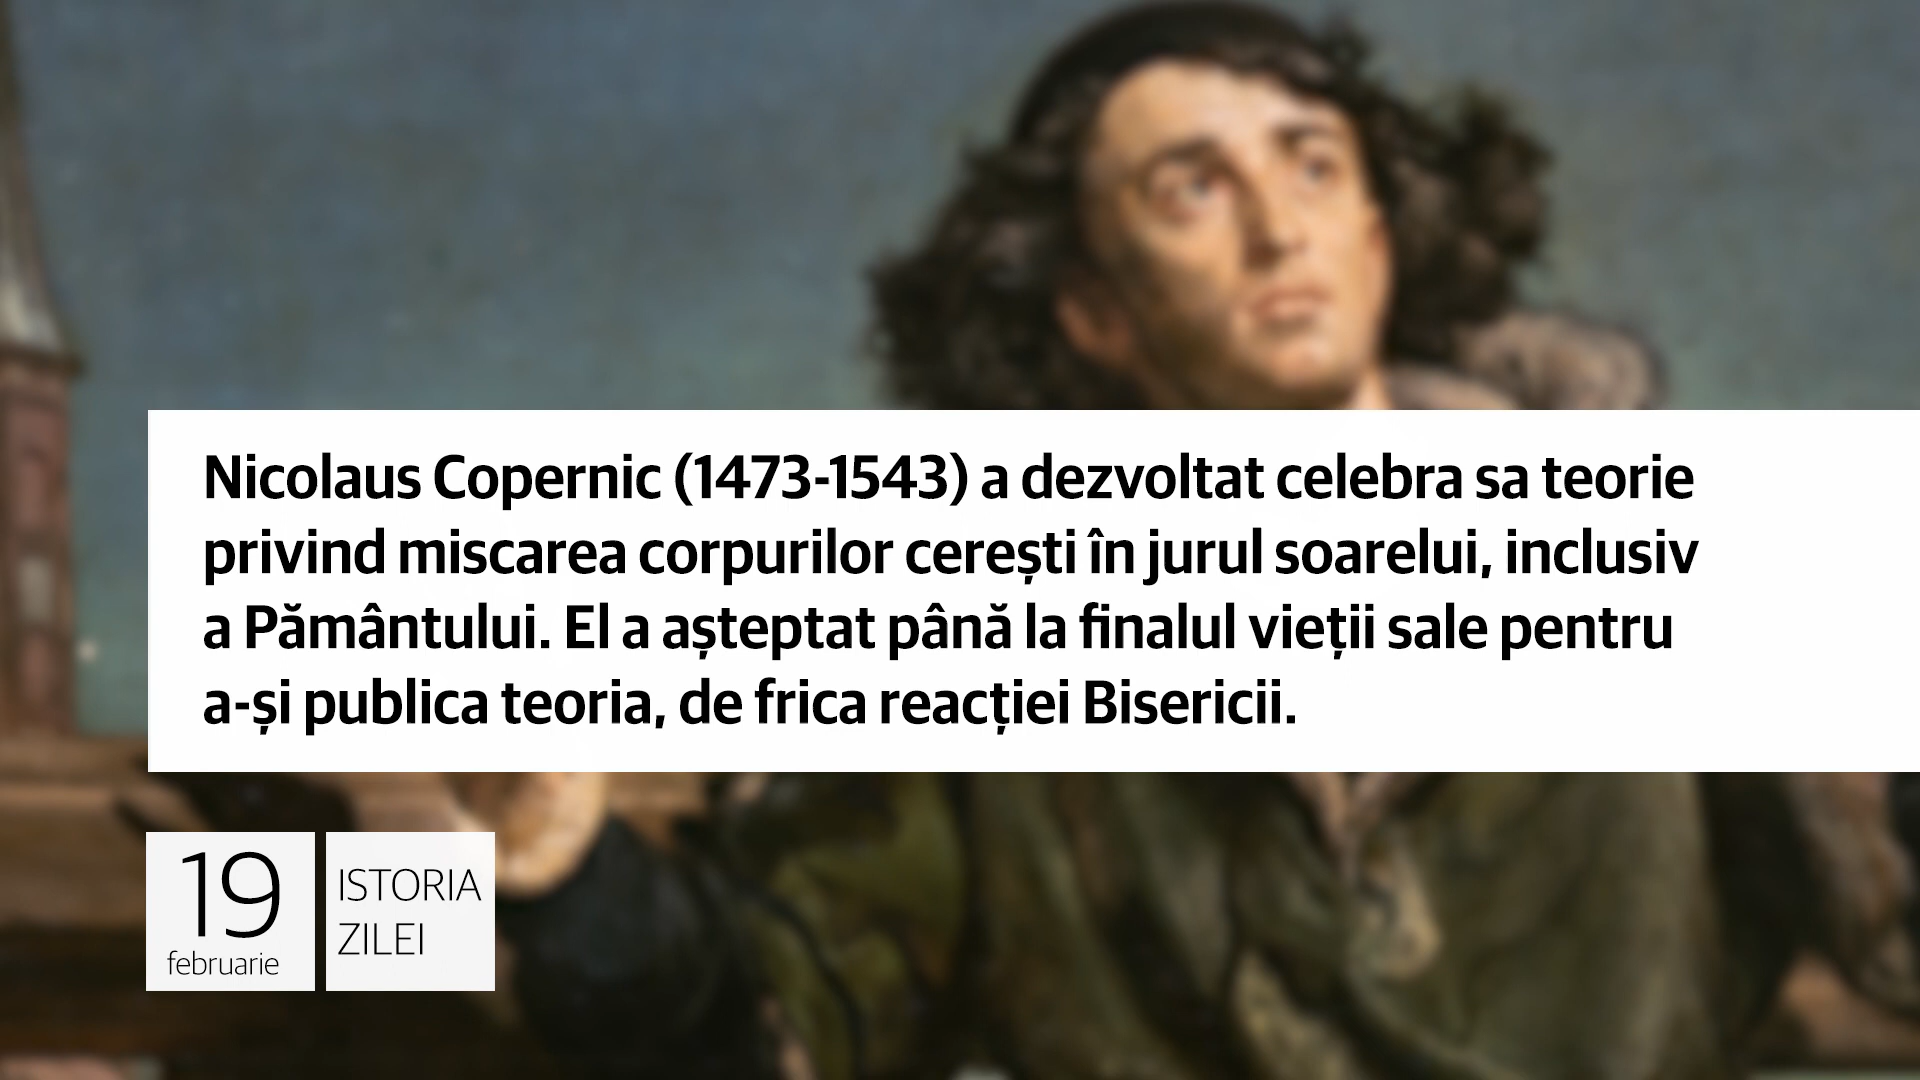 Nicolaus Copernic (1473-1543) a dezvoltat celebra sa teorie
privind miscarea corpurilor cerești în jurul soarelui, inclusiv
a Pământului. El a așteptat până la finalul vieții sale pentru
a-și publica teoria, de frica reacției Bisericii.
19
februarie
ISTORIA
ZILEI